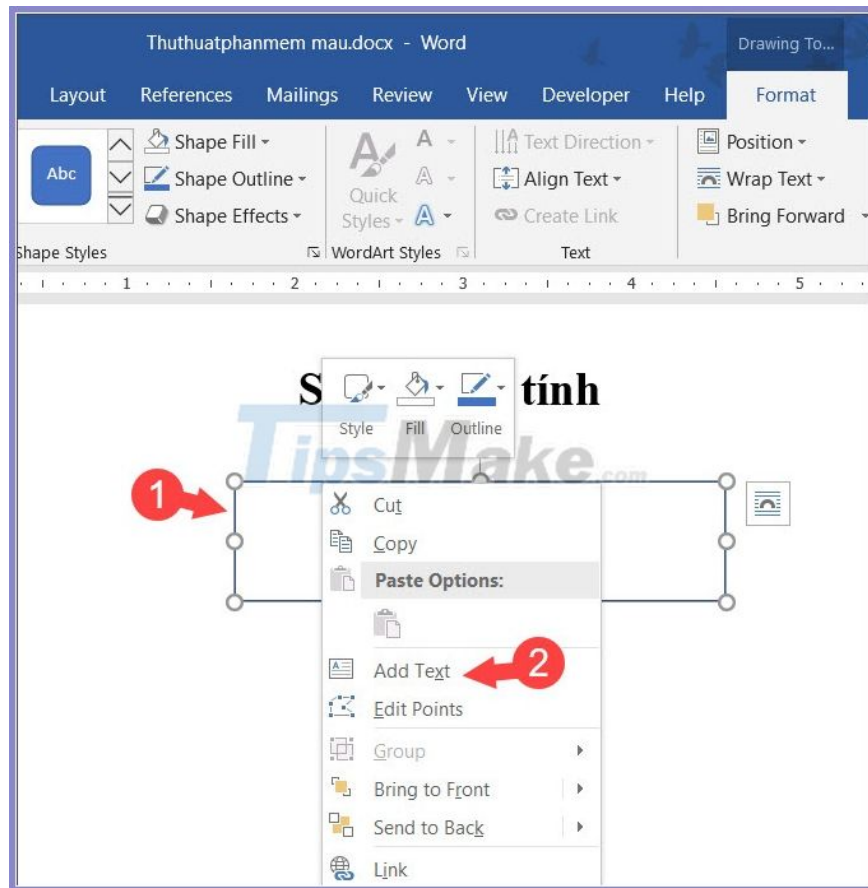 Thuthuatphanmem mau.docx - Word
Drawing To...
Layout References Mailings Review View Developer Help Format
Abc
Shape Fill
Shape Outline
Shape Effects
Quick Styles
A
A
A
Text Direction
Align Text
Create Link
Position
Wrap Text
Bring Forward
Shape Styles
WordArt Styles
Text
1 2 3 4 5
S tính
Style Fill Outline
TipsMake.com
1
Cut
Copy
Paste Options:
Add Text
2
Edit Points
Group
Bring to Front
Send to Back
Link